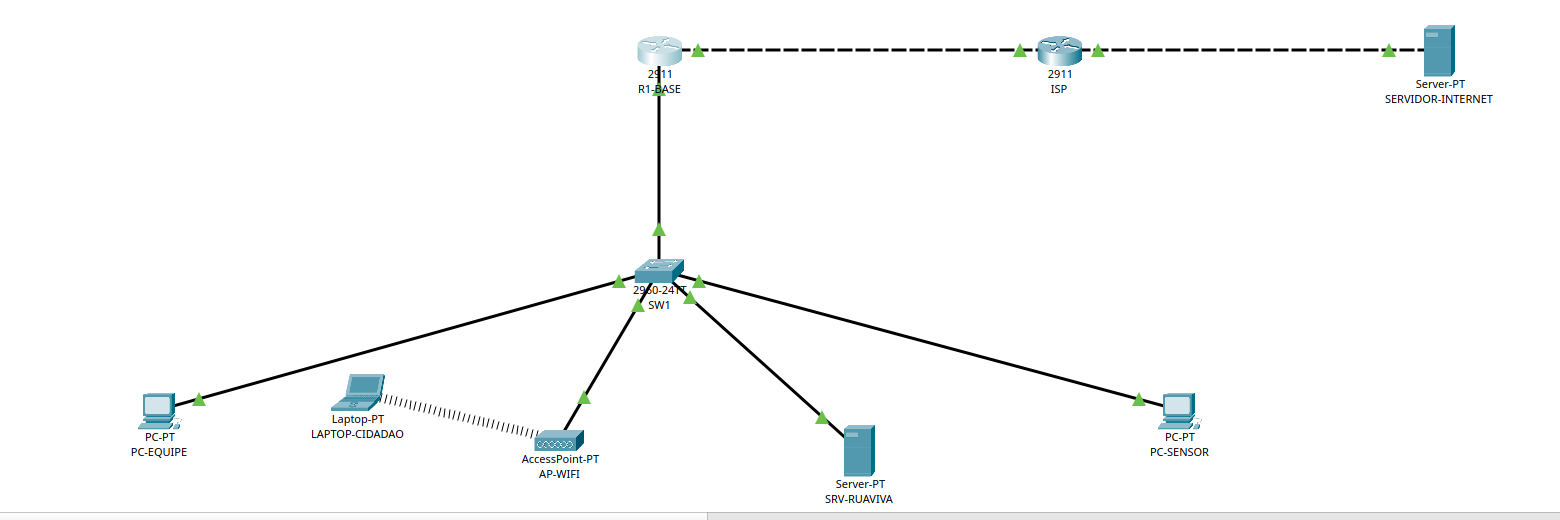 2911
R1-BASE
2911
ISP
Server-PT
SERVIDOR-INTERNET
2960-24TT
SW1
PC-PT
PC-EQUIPE
Laptop-PT
LAPTOP-CIDADAO
AccessPoint-PT
AP-WIFI
Server-PT
SRV-RUAVIVA
PC-PT
PC-SENSOR